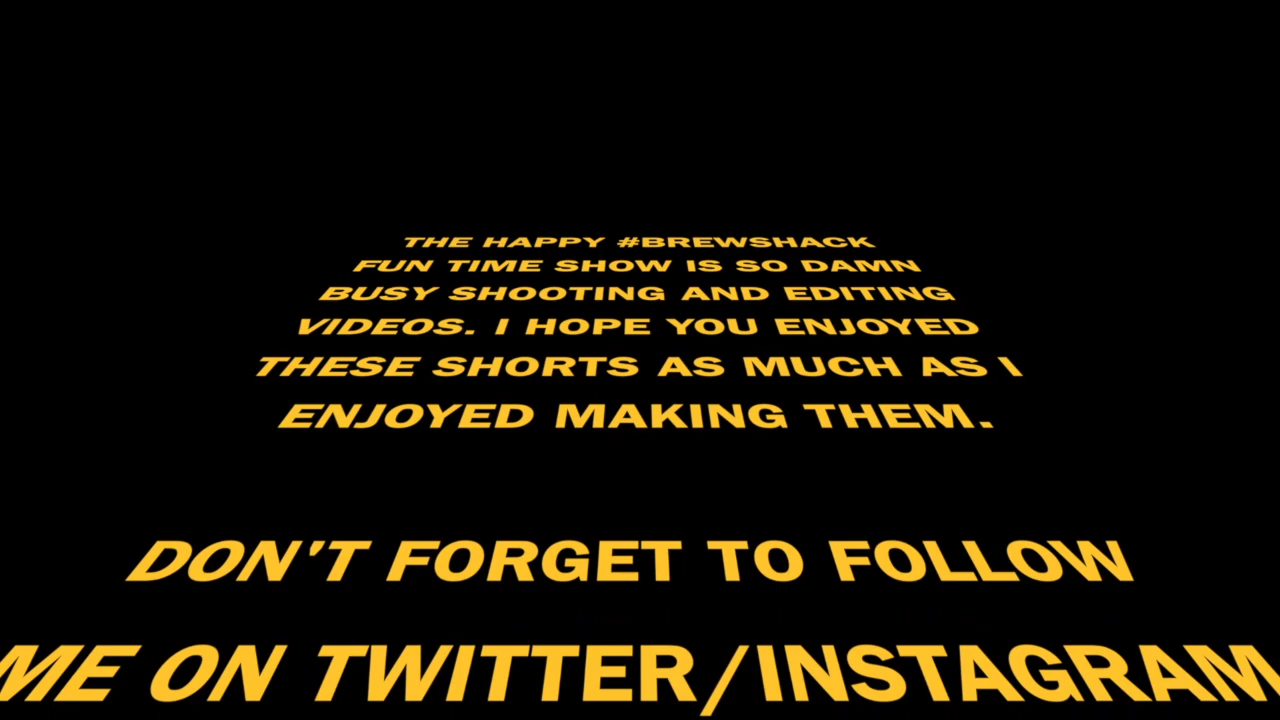 THE HAPPY #BREWSHACK
FUN TIME SHOW IS SO DAMN
BUSY SHOOTING AND EDITING
VIDEOS. I HOPE YOU ENJOYED
THESE SHORTS AS MUCH AS I
ENJOYED MAKING THEM.
DON'T FORGET TO FOLLOW
ME ON TWITTER/INSTAGRAM